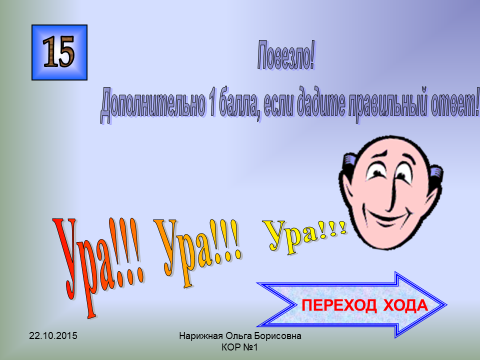 15
Повезло!
Дополнительно 1 балла, если дадите правильный ответ!
Ура!!! Ура!!! Ура!!!
ПЕРЕХОД ХОДА
22.10.2015
Нарижная Ольга Борисовна
КОР №1